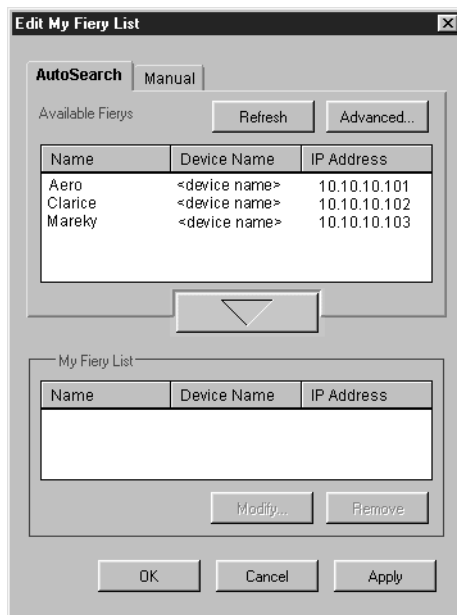 Edit My Fiery List
AutoSearch Manual
Available Fierys Refresh Advanced...
Name Device Name IP Address
Aero <device name> 10.10.10.101
Clarice <device name> 10.10.10.102
Mareky <device name> 10.10.10.103
My Fiery List
Name Device Name IP Address
Modify... Remove
OK Cancel Apply